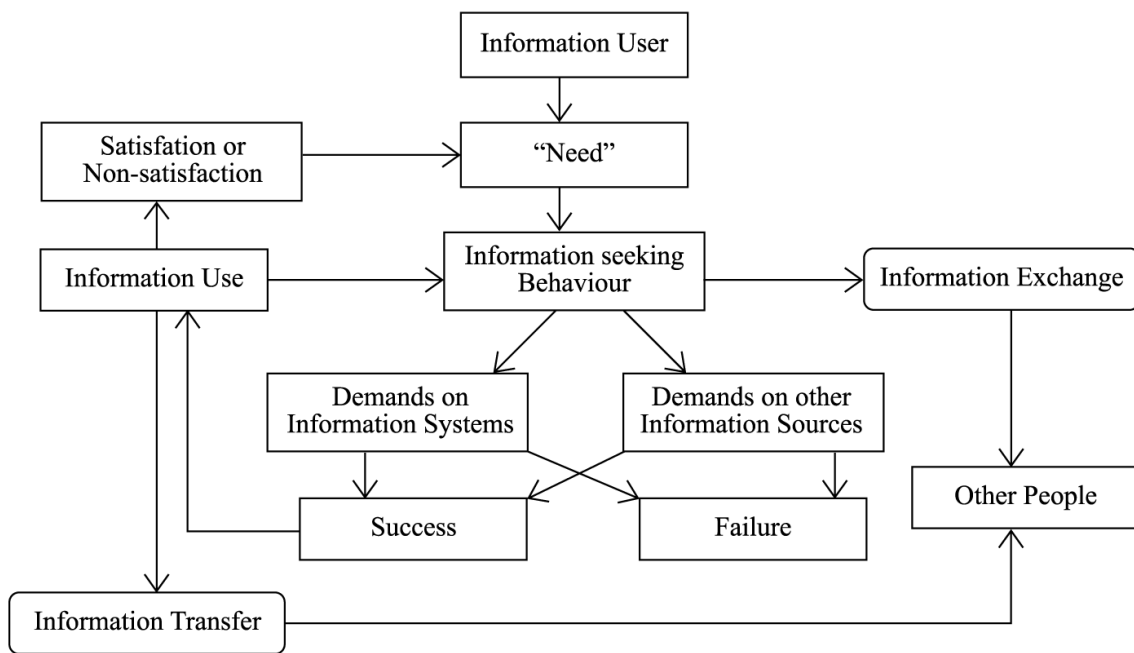 Information User
Satisfation or
Non-satisfaction
“Need”
Information Use
Information seeking
Behaviour
Information Exchange
Demands on
Information Systems
Demands on other
Information Sources
Other People
Success
Failure
Information Transfer